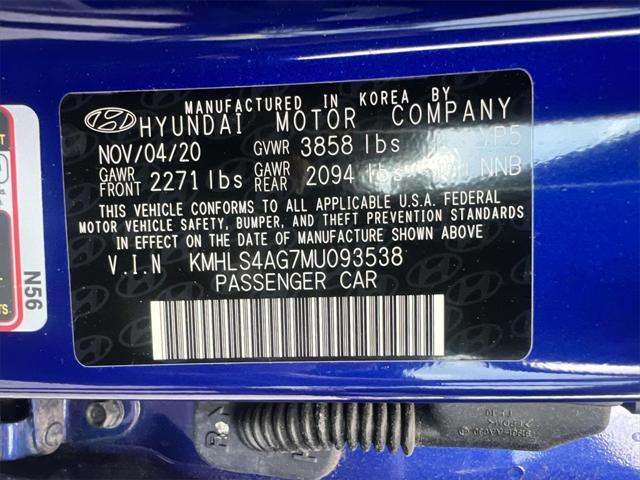 MANUFACTURED IN KOREA BY
HYUNDAI MOTOR COMPANY
NOV/04/20 GVWR 3858 lbs YP5
GAWR FRONT 2271 lbs GAWR REAR 2094 lbs NNB
THIS VEHICLE CONFORMS TO ALL APPLICABLE U.S.A. FEDERAL
MOTOR VEHICLE SAFETY, BUMPER, AND THEFT PREVENTION STANDARDS
IN EFFECT ON THE DATE OF MANUFACTURE SHOWN ABOVE
V.I.N KMHLS4AG7MU093538
PASSENGER CAR
N56